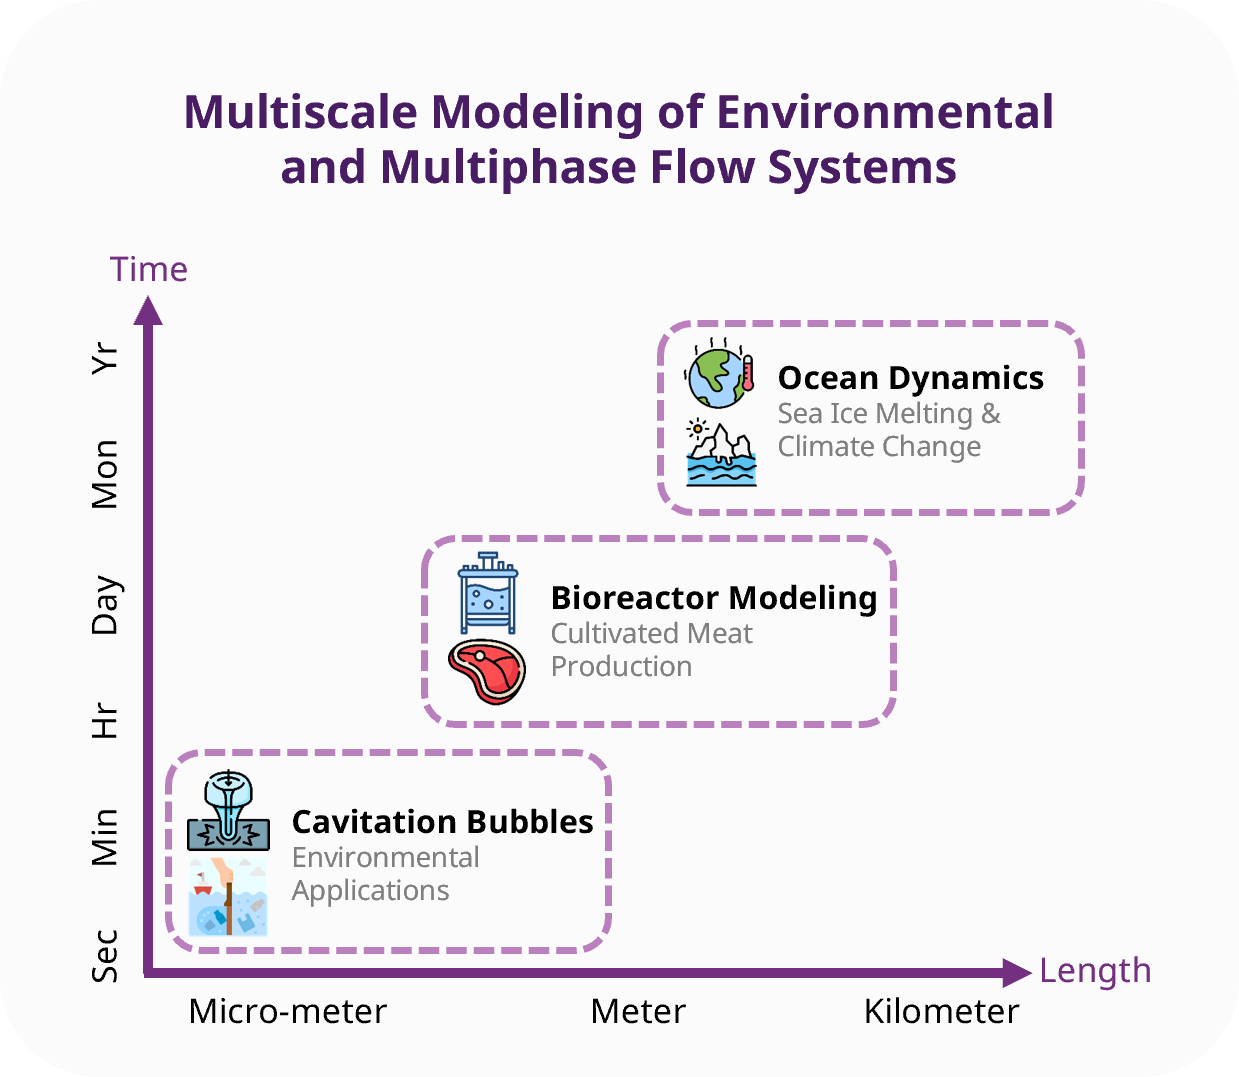 Multiscale Modeling of Environmental
and Multiphase Flow Systems
Time
Yr
Mon
Day
Hr
Min
Sec
Ocean Dynamics
Sea Ice Melting &
Climate Change
Bioreactor Modeling
Cultivated Meat
Production
Cavitation Bubbles
Environmental
Applications
Length
Micro-meter
Meter
Kilometer